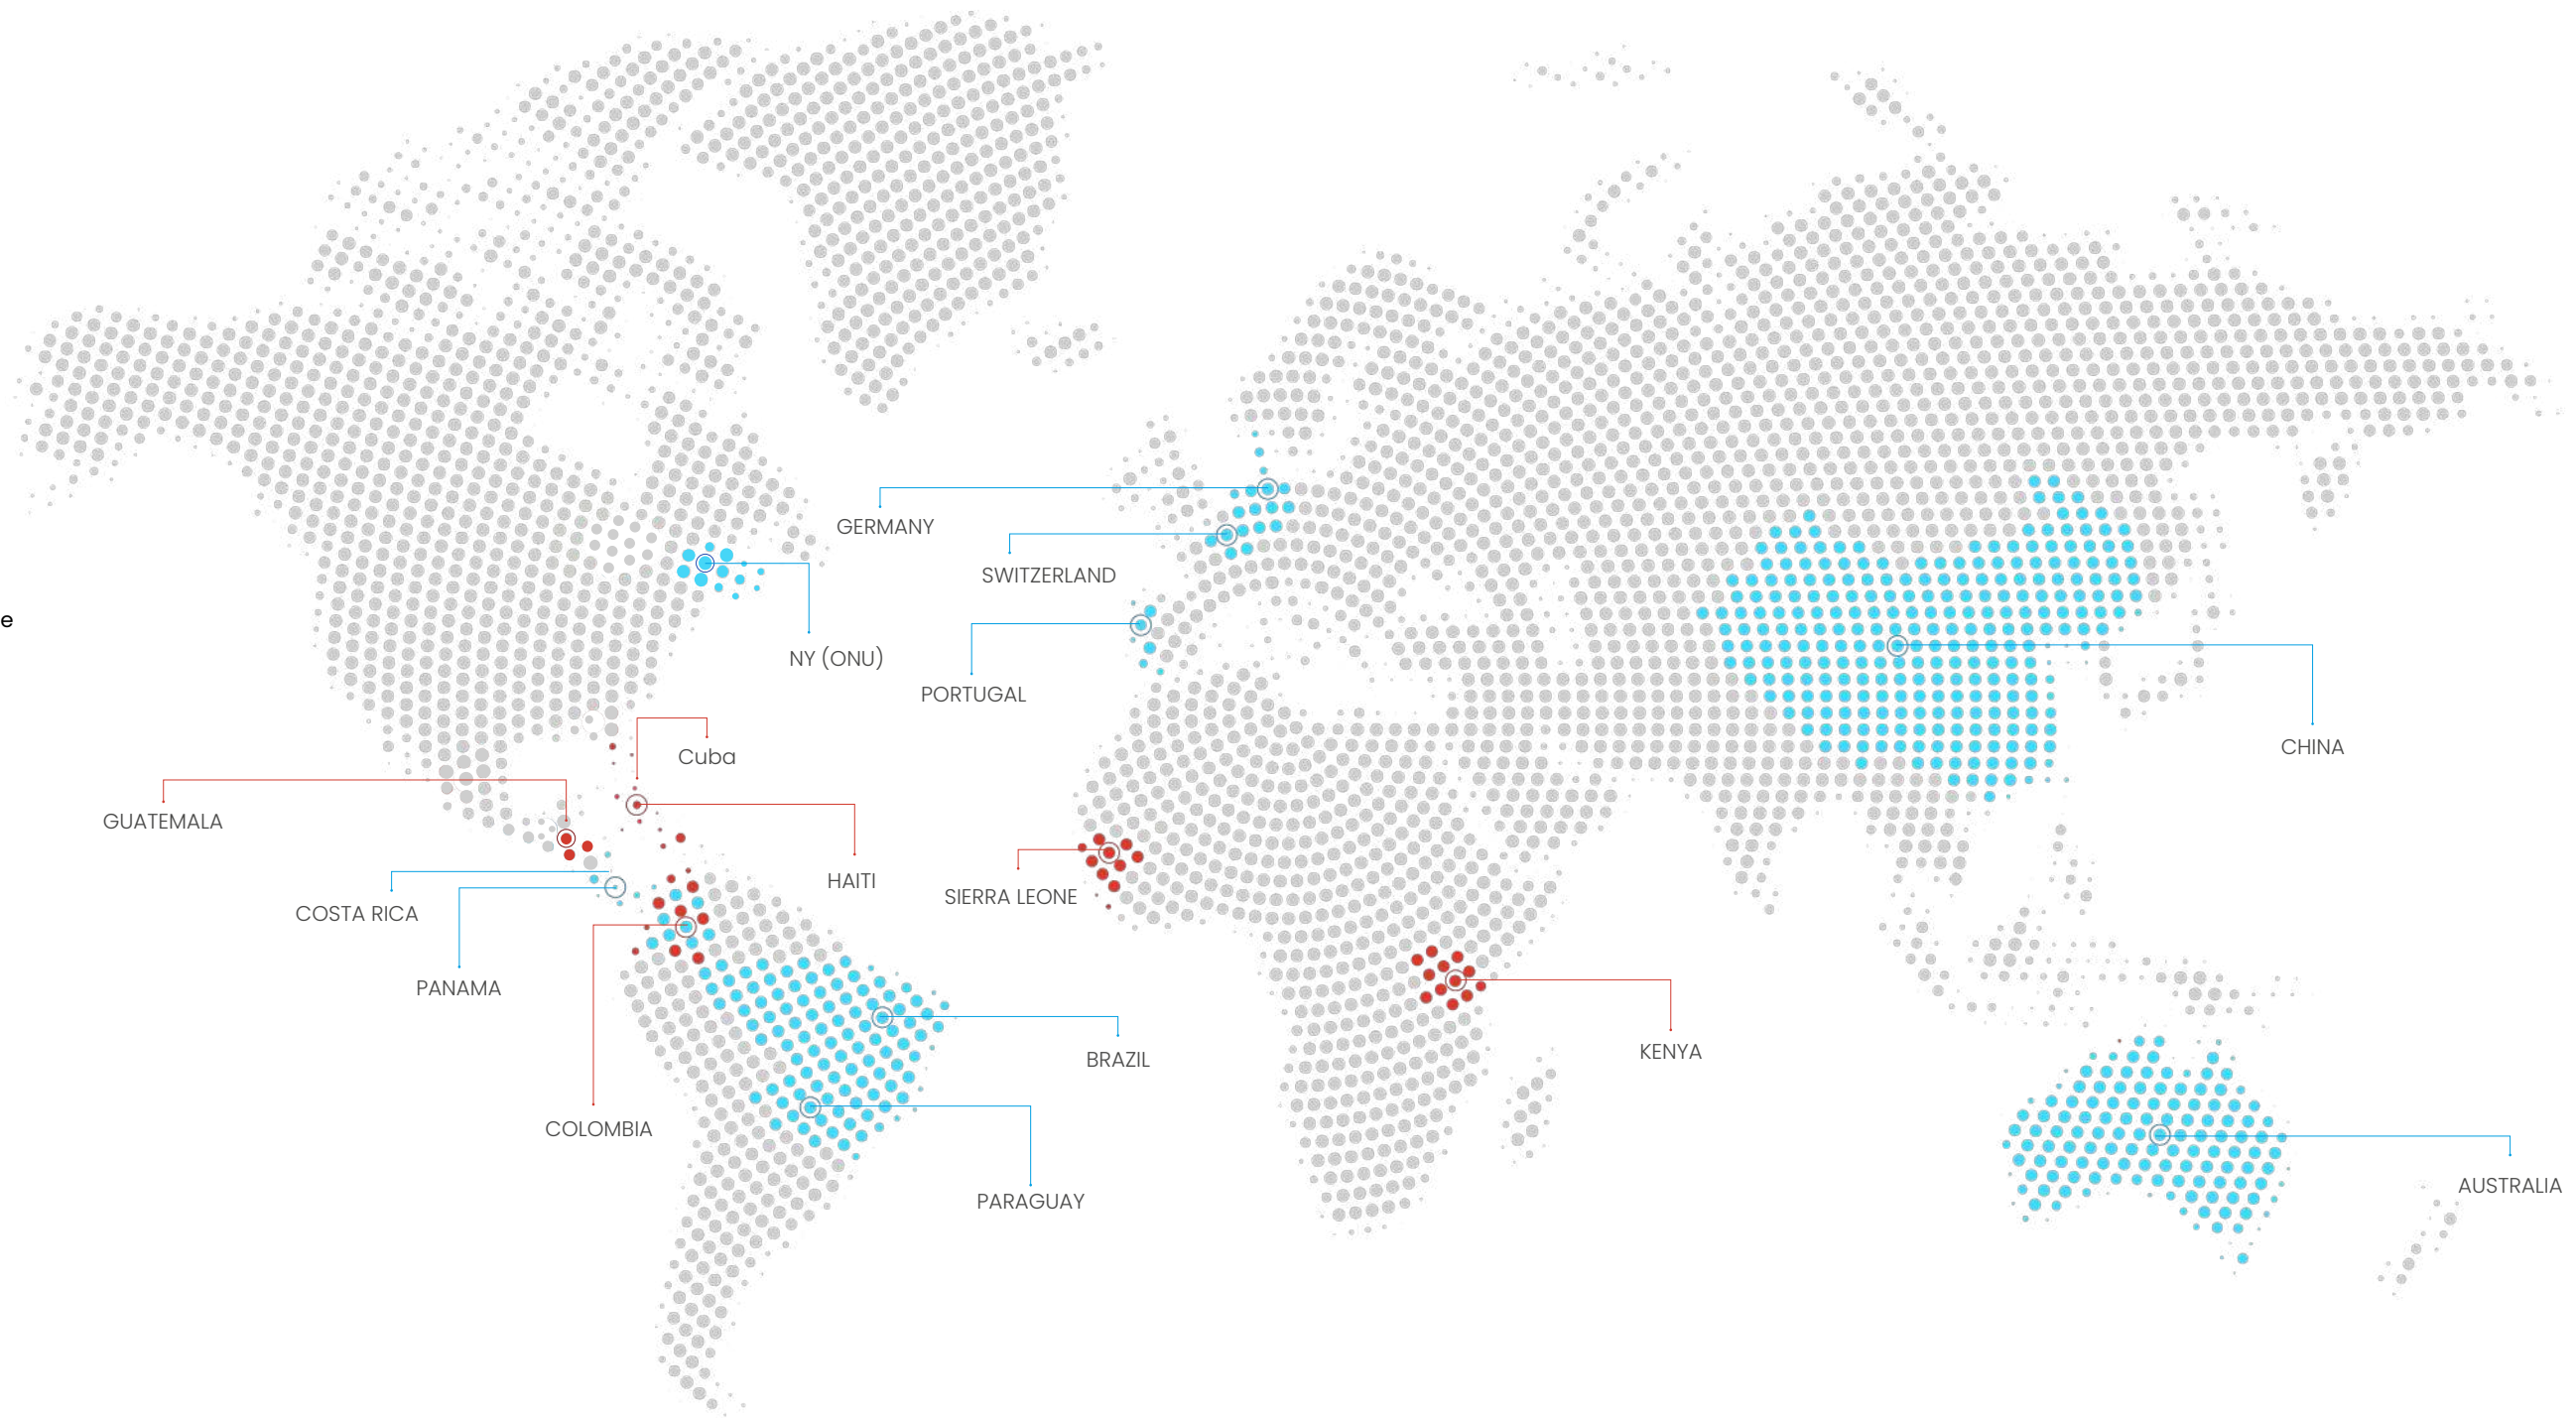 GERMANY
SWITZERLAND
e
NY (ONU)
PORTUGAL
Cuba
CHINA
GUATEMALA
HAITI
SIERRA LEONE
COSTA RICA
PANAMA
KENYA
BRAZIL
COLOMBIA
AUSTRALIA
PARAGUAY